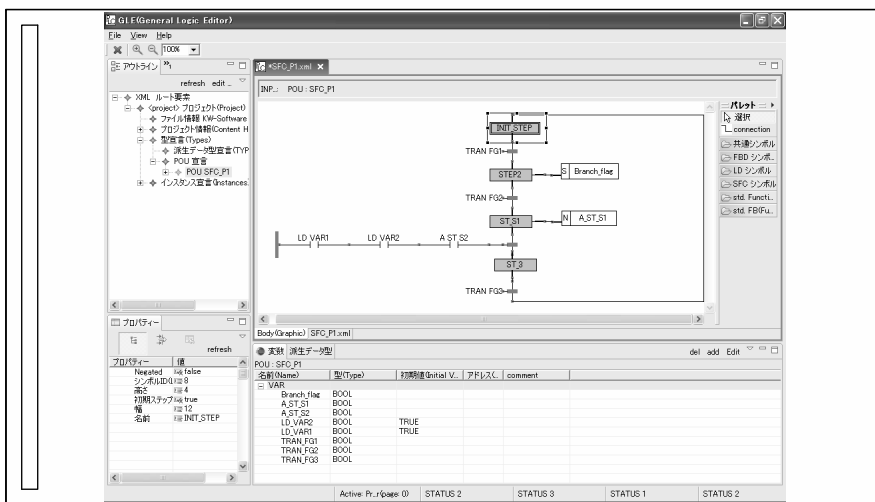 GLE(General Logic Editor)
File View Help
100%
アウトライン
refresh edit
XML ルート要素
<project> プロジェクト(Project)
ファイル情報 KW-Software
プロジェクト情報(Content H
型宣言(Types)
派生データ型宣言(TYP
POU 宣言
POU SFC_P1
インスタンス宣言(Instances.
*SFC_P1.xml
INP.: POU : SFC_P1
INIT_STEP
TRAN FG1
STEP2
S Branch_flag
TRAN FG2
ST_S1
N A_ST_S1
LD VAR1 LD VAR2 A ST S2
ST_3
TRAN FG3
パレット
選択
connection
共通シンボル
FBD シンボ..
LD シンボル
SFC シンボル
std. Functi..
std. FB(Fu..
Body(Graphic) SFC_P1.xml
プロパティー
refresh
プロパティー 値
Negated false
シンボルID(L 8
高さ 4
初期ステップ true
幅 12
名前 INIT_STEP
変数 派生データ型
del add Edit
POU : SFC_P1
名前(Name) 型(Type) 初期値(Initial V... アドレス(.. comment
VAR
Branch_flag BOOL
A_ST_S1 BOOL
A_ST_S2 BOOL
LD_VAR2 BOOL TRUE
LD_VAR1 BOOL TRUE
TRAN_FG1 BOOL
TRAN_FG2 BOOL
TRAN_FG3 BOOL
Active: Pr...r(page: 0) STATUS 2 STATUS 3 STATUS 1 STATUS 2